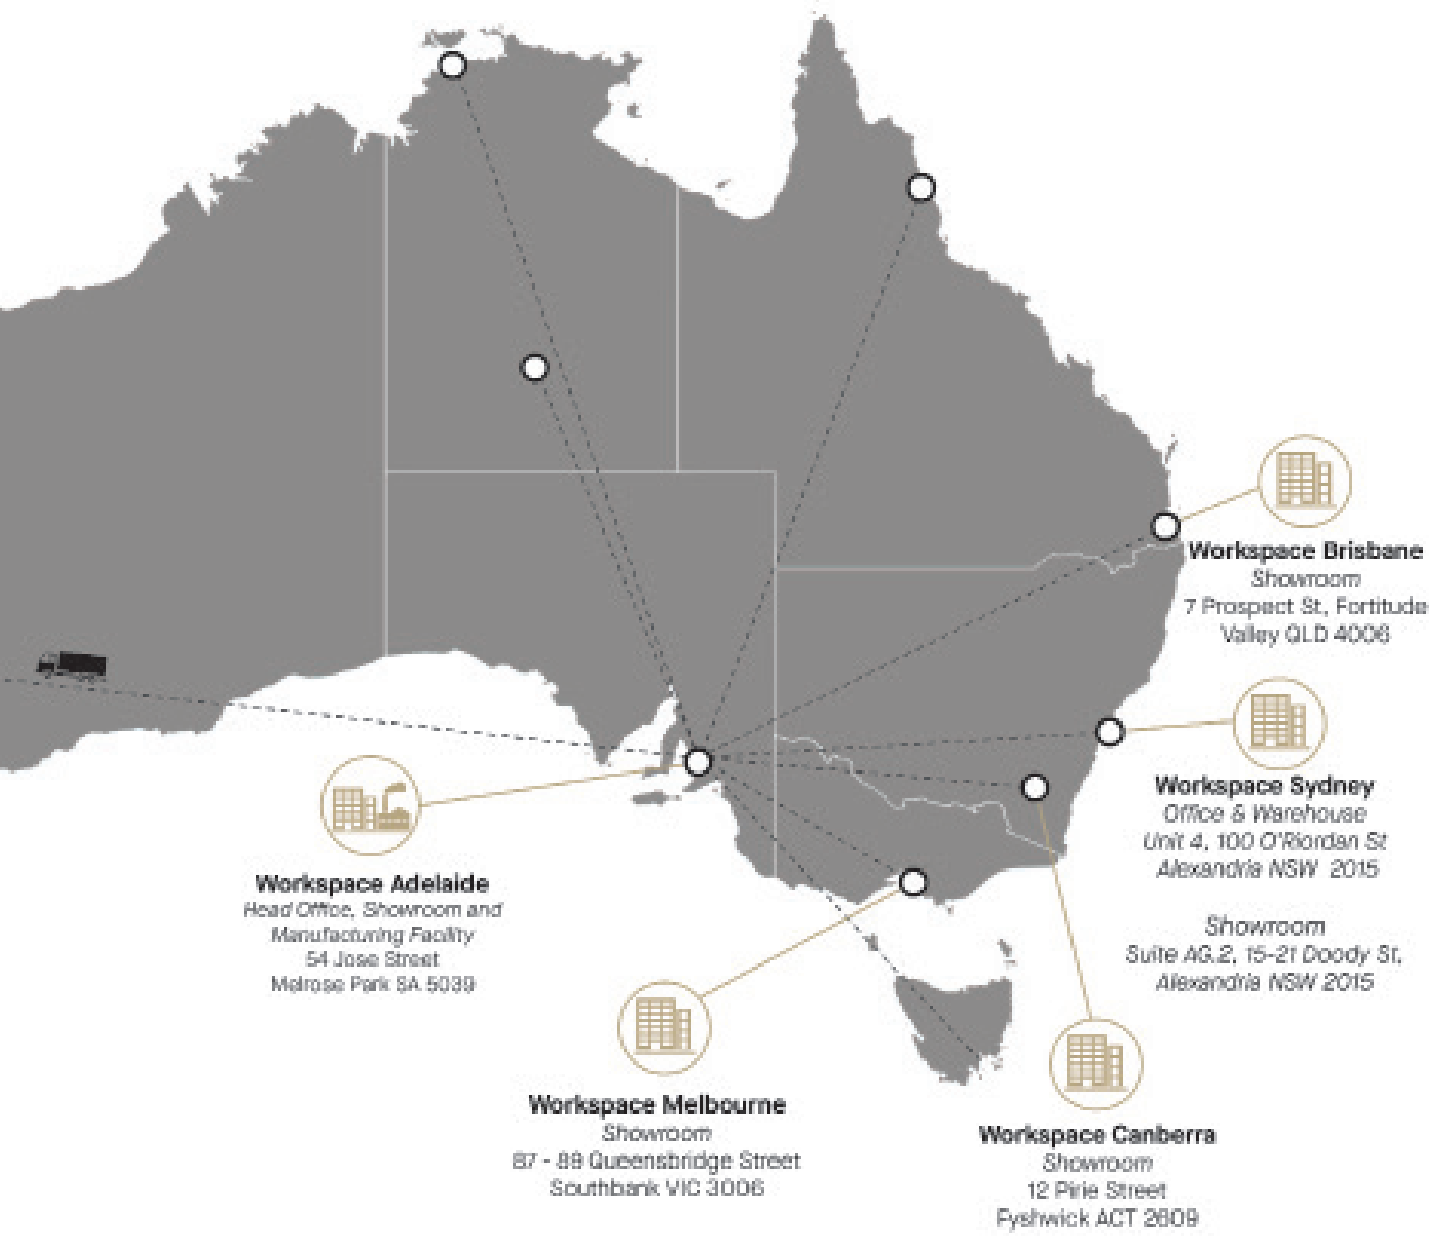 Workspace Brisbane
Showroom
7 Prospect St, Fortitude
Valley QLD 4006
Workspace Sydney
Office & Warehouse
Unit 4, 100 O'Riordan St
Alexandria NSW 2015
Showroom
Suite AG.2, 15-21 Doody St,
Alexandria NSW 2015
Workspace Adelaide
Head Office, Showroom and
Manufacturing Facility
54 Jose Street
Melrose Park SA 5039
Workspace Melbourne
Showroom
87 - 89 Queensbridge Street
Southbank VIC 3006
Workspace Canberra
Showroom
12 Pirie Street
Fyshwick ACT 2609